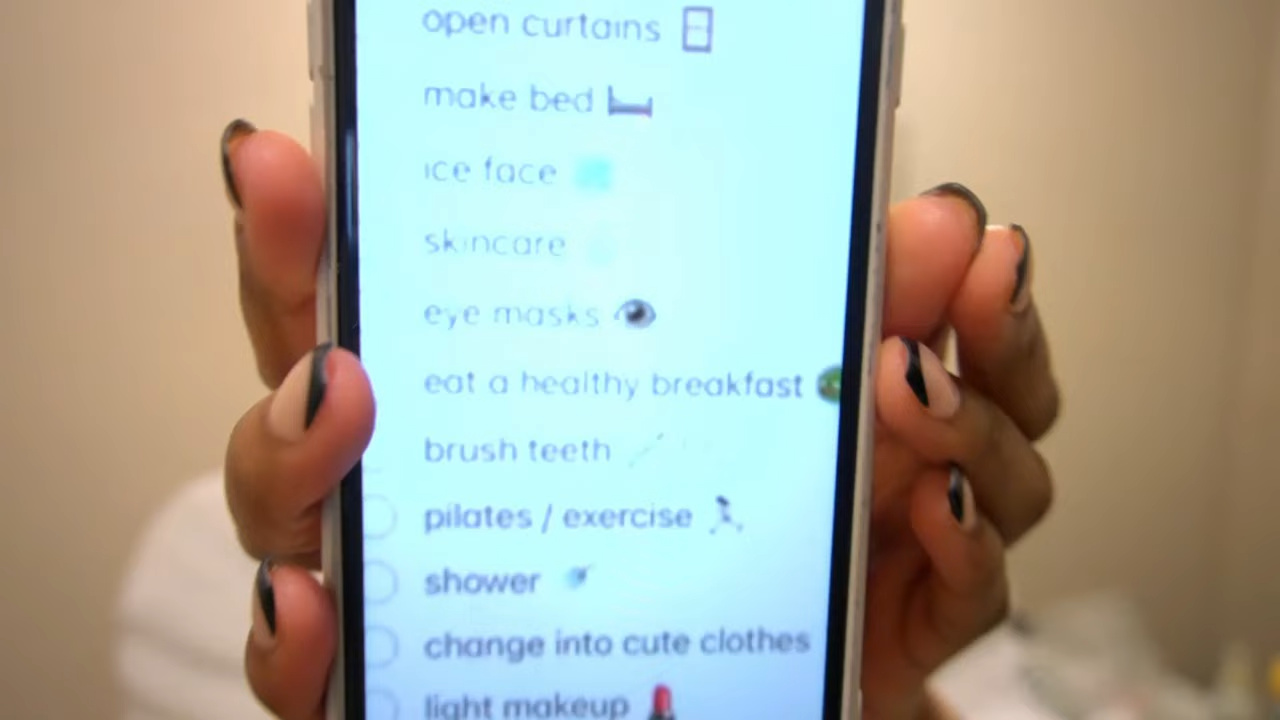 open curtains
make bed
ice face
skincare
eye masks
eat a healthy breakfast
brush teeth
pilates / exercise
shower
change into cute clothes
light makeup